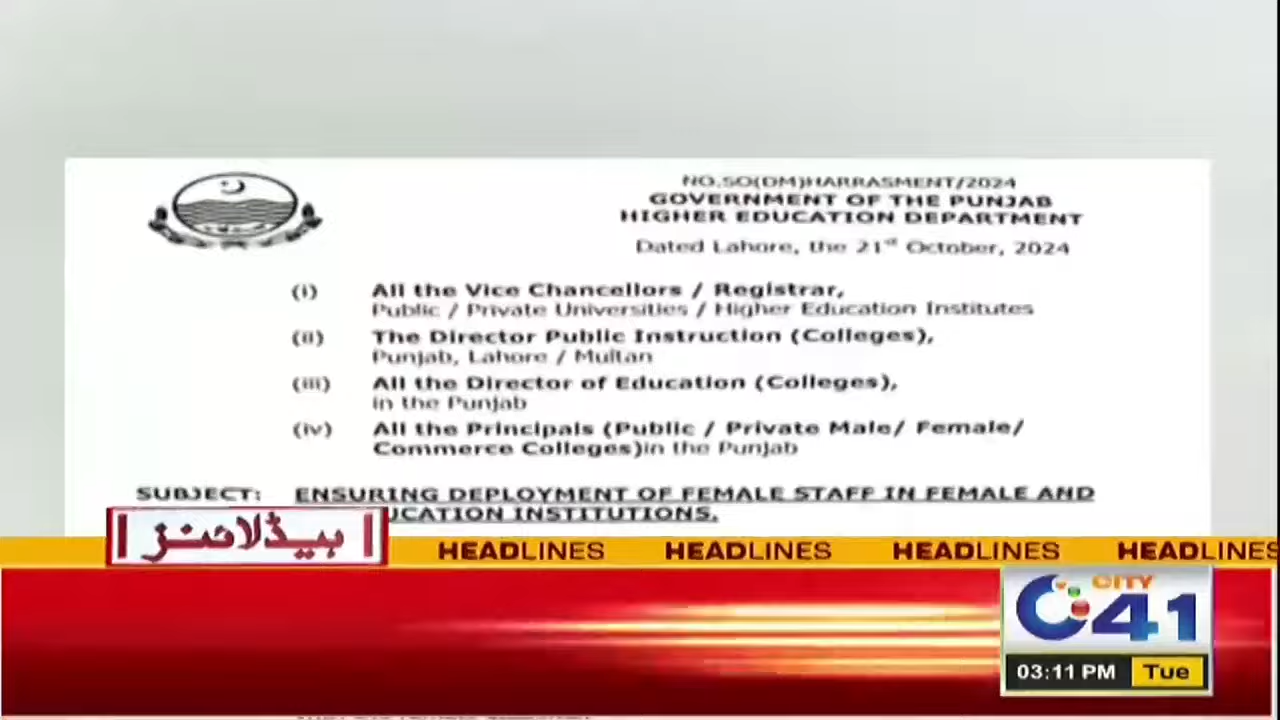 NO.SO(DM)HARRASMENT/2024
GOVERNMENT OF THE PUNJAB
HIGHER EDUCATION DEPARTMENT
Dated Lahore, the 21st October, 2024
(i) All the Vice Chancellors / Registrar,
Public / Private Universities / Higher Education Institutes
(ii) The Director Public Instruction (Colleges),
Punjab, Lahore / Multan
(iii) All the Director of Education (Colleges),
in the Punjab
(iv) All the Principals (Public / Private Male/ Female/
Commerce Colleges)in the Punjab
SUBJECT: ENSURING DEPLOYMENT OF FEMALE STAFF IN FEMALE AND
UCATION INSTITUTIONS.
ہیڈلائنز
HEADLINES HEADLINES HEADLINES HEADLINES
CITY
41
03:11 PM Tue